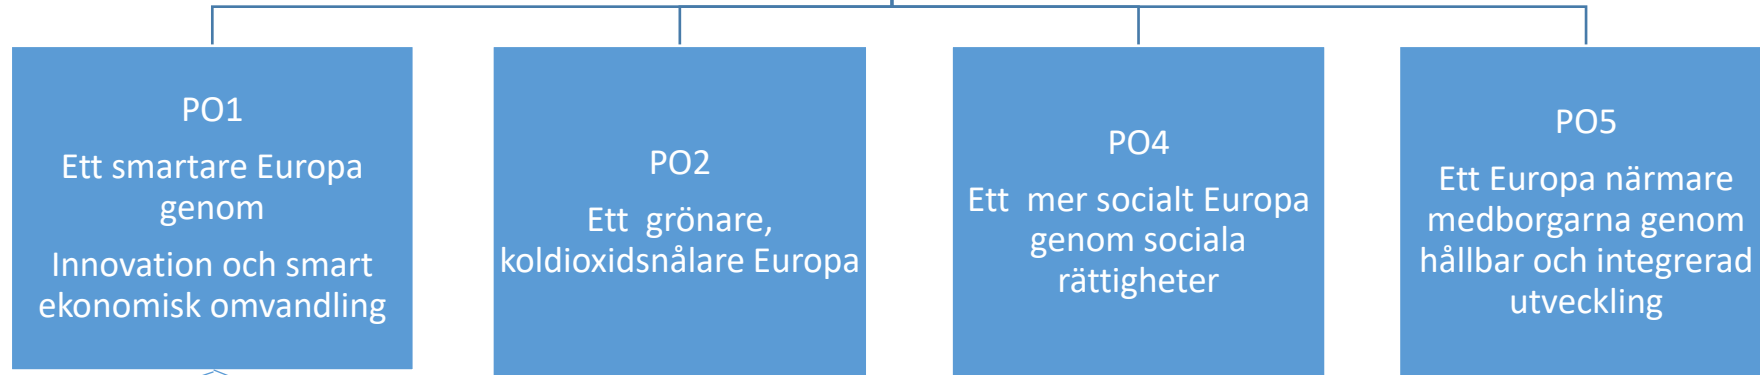 PO1
Ett smartare Europa
genom
Innovation och smart
ekonomisk omvandling
PO2
Ett  grönare,
koldioxidsnålare Europa
PO4
Ett  mer socialt Europa
genom sociala
rättigheter
PO5
Ett Europa närmare
medborgarna genom
hållbar och integrerad
utveckling